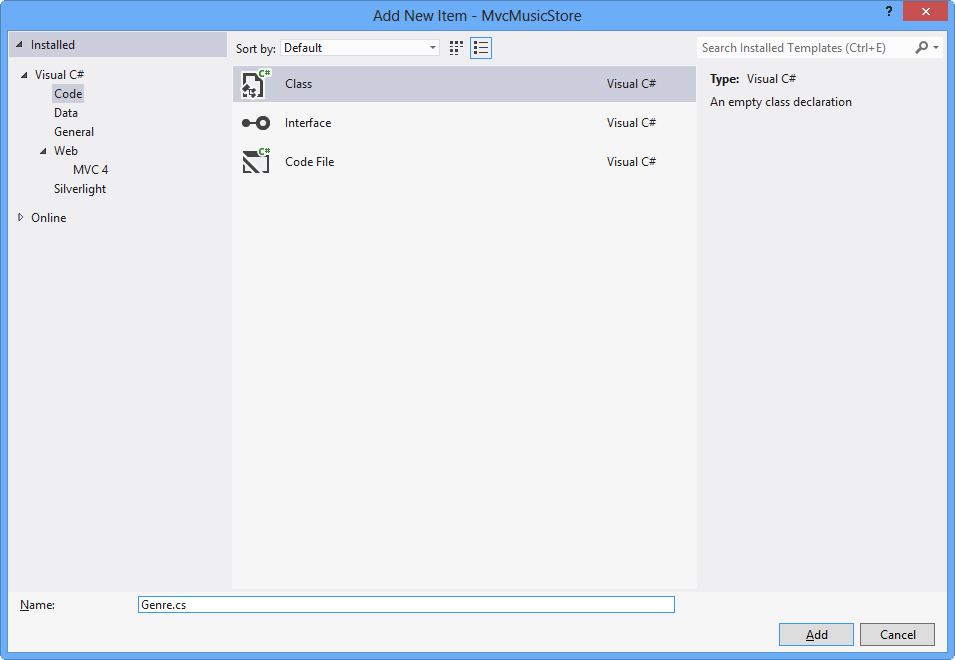 Add New Item - MvcMusicStore
?
Installed
Sort by: Default
Search Installed Templates (Ctrl+E)
Visual C#
Code
Data
General
Web
MVC 4
Silverlight
Online
C#
Class Visual C#
Interface Visual C#
C#
Code File Visual C#
Type: Visual C#
An empty class declaration
Name: Genre.cs
Add Cancel